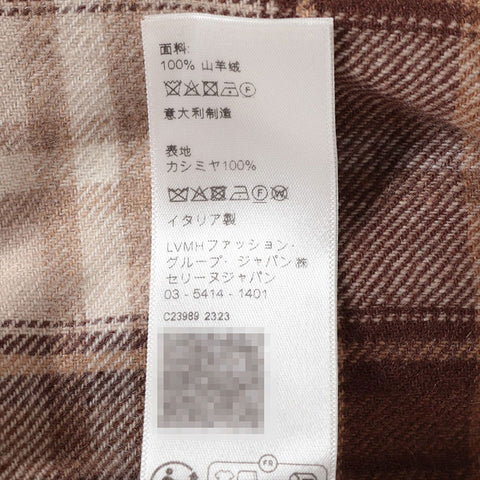 面料:
100% 山羊绒
意大利制造
表地
カシミヤ100%
イタリア製
LVMHファッション・
グループ・ジャパン㈱
セリーヌジャパン
03 - 5414 - 1401
C23989 2323
FR